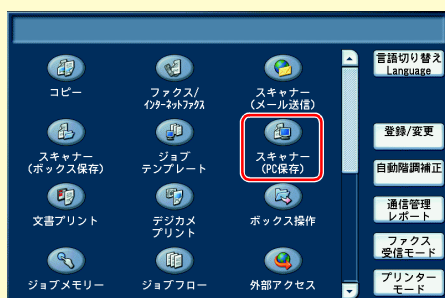 コピー
ファクス/
インターネットファクス
スキャナー
(メール送信)
言語切り替え
Language
スキャナー
(ボックス保存)
ジョブ
テンプレート
スキャナー
(PC保存)
登録/変更
自動階調補正
文書プリント
デジカメ
プリント
ボックス操作
通信管理
レポート
ファクス
受信モード
ジョブメモリー
ジョブフロー
外部アクセス
プリンター
モード